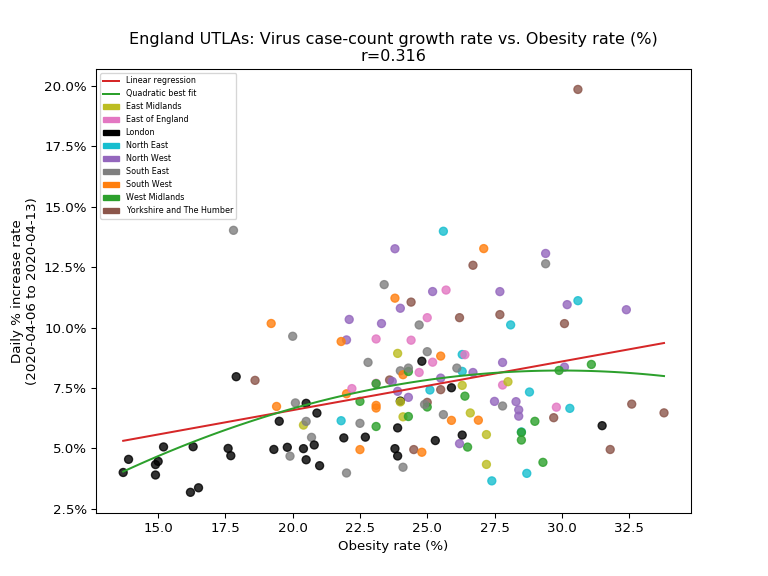 England UTLAs: Virus case-count growth rate vs. Obesity rate (%)
r=0.316
Linear regression
Quadratic best fit
East Midlands
East of England
London
North East
North West
South East
South West
West Midlands
Yorkshire and The Humber
Daily % increase rate
(2020-04-06 to 2020-04-13)
20.0%
17.5%
15.0%
12.5%
10.0%
7.5%
5.0%
2.5%
15.0 17.5 20.0 22.5 25.0 27.5 30.0 32.5
Obesity rate (%)